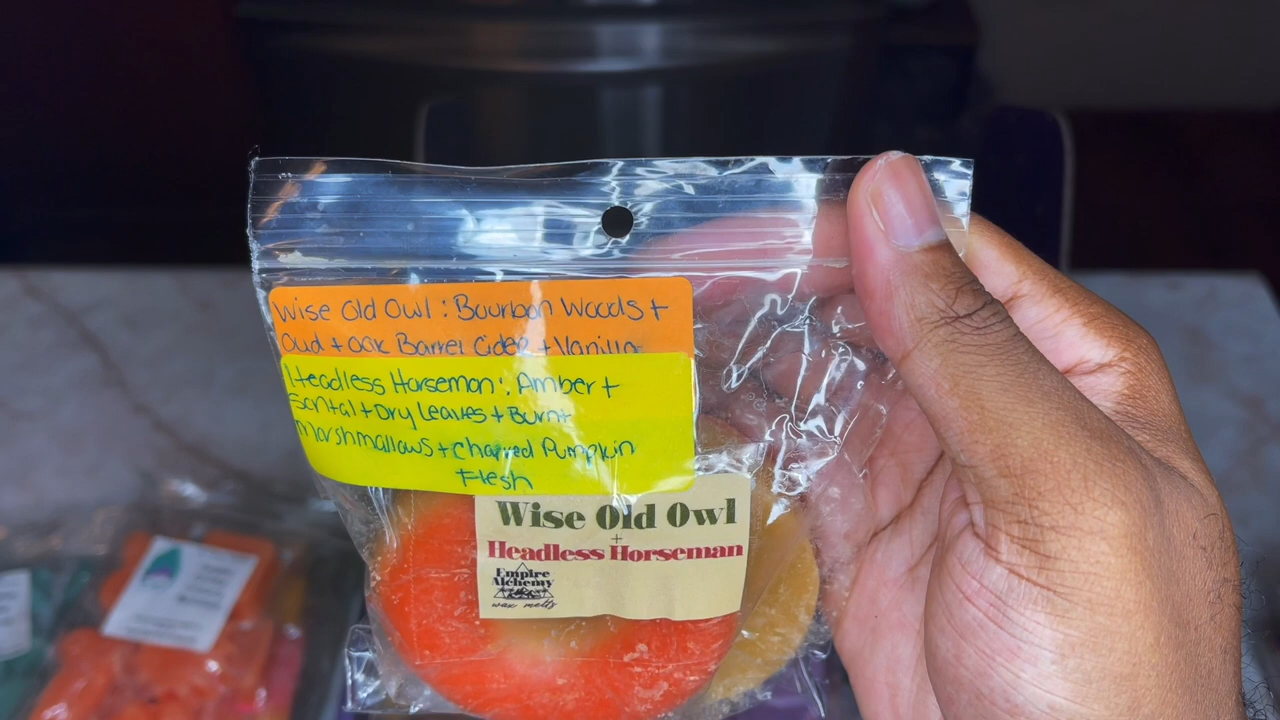 Wise Old Owl : Bourbon Woods +
Oud + Oak Barrel Cider + Vanilla
Headless Horseman : Amber +
Santal + Dry Leaves + Burnt
Marshmallows + Charred Pumpkin
Flesh
Wise Old Owl
+
Headless Horseman
Empire
Alchemy
wax melts